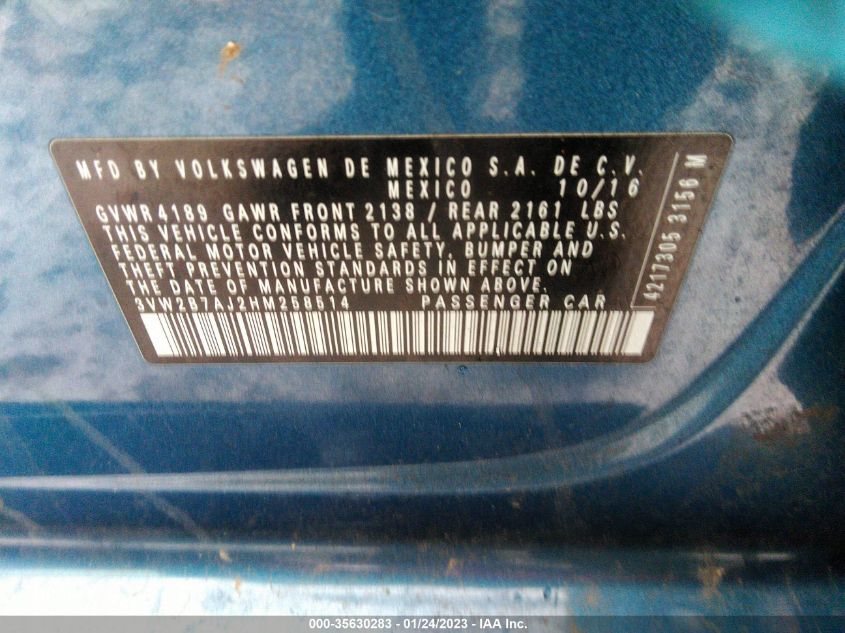 MFD BY VOLKSWAGEN DE MEXICO S.A. DE C.V.
MEXICO 10/16
GVWR4189 GAWR FRONT 2138 / REAR 2161 LBS
THIS VEHICLE CONFORMS TO ALL APPLICABLE U.S.
FEDERAL MOTOR VEHICLE SAFETY, BUMPER AND
THEFT PREVENTION STANDARDS IN EFFECT ON
THE DATE OF MANUFACTURE SHOWN ABOVE.
3VW2B7AJ2HM258514 PASSENGER CAR
4217305 3156 M
000-35630283 - 01/24/2023 - IAA Inc.